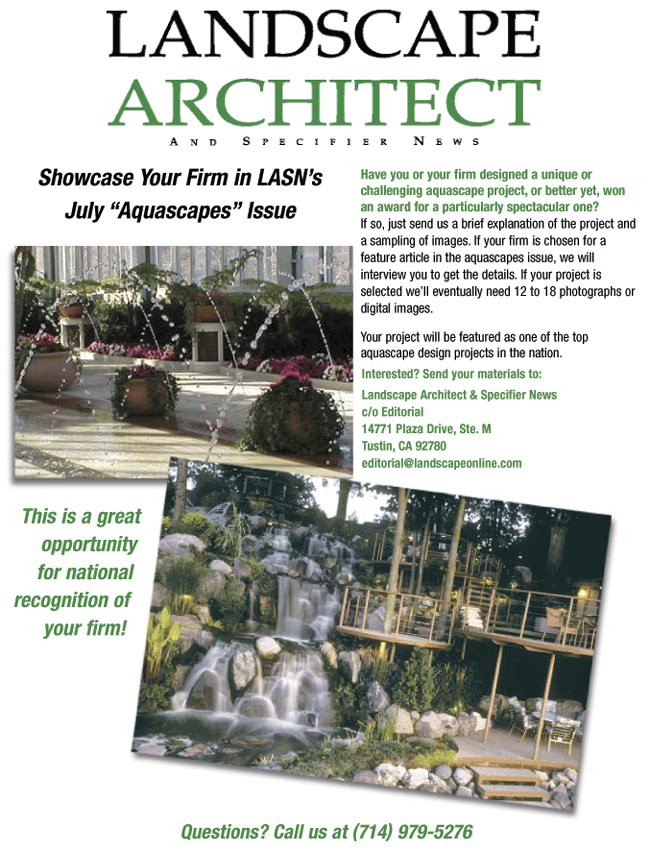 LANDSCAPE
ARCHITECT
AND SPECIFIER NEWS
Showcase Your Firm in LASN's
July “Aquascapes” Issue
Have you or your firm designed a unique or
challenging aquascape project, or better yet, won
an award for a particularly spectacular one?
If so, just send us a brief explanation of the project and
a sampling of images. If your firm is chosen for a
feature article in the aquascapes issue, we will
interview you to get the details. If your project is
selected we'll eventually need 12 to 18 photographs or
digital images.
Your project will be featured as one of the top
aquascape design projects in the nation.
Interested? Send your materials to:
Landscape Architect & Specifier News
c/o Editorial
14771 Plaza Drive, Ste. M
Tustin, CA 92780
editorial@landscapeonline.com
This is a great
opportunity
for national
recognition of
your firm!
Questions? Call us at (714) 979-5276